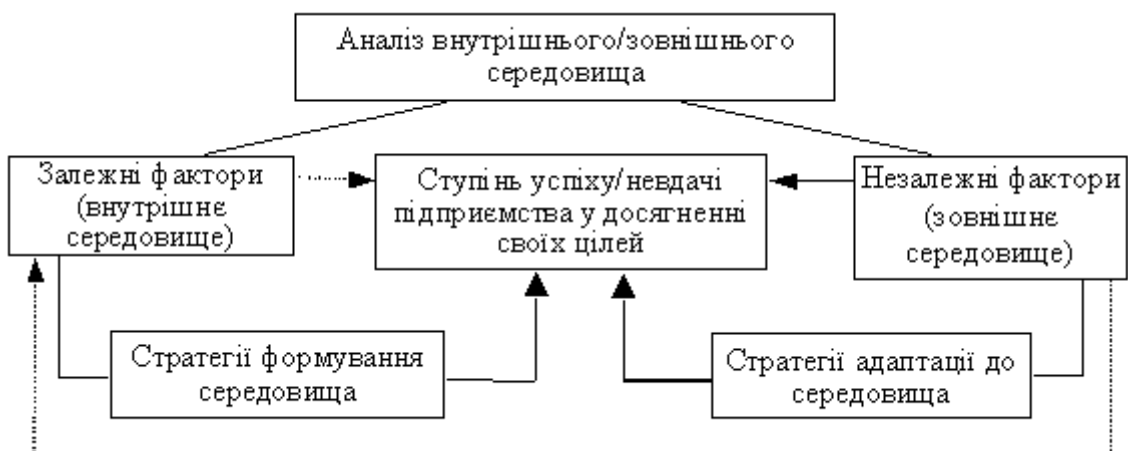 Аналіз внутрішнього/зовнішнього
середовища
Залежні фактори
(внутрішнє
середовище)
Ступінь успіху/невдачі
підприємства у досягненні
своїх цілей
Незалежні фактори
(зовнішнє
середовище)
Стратегії формування
середовища
Стратегії адаптації до
середовища